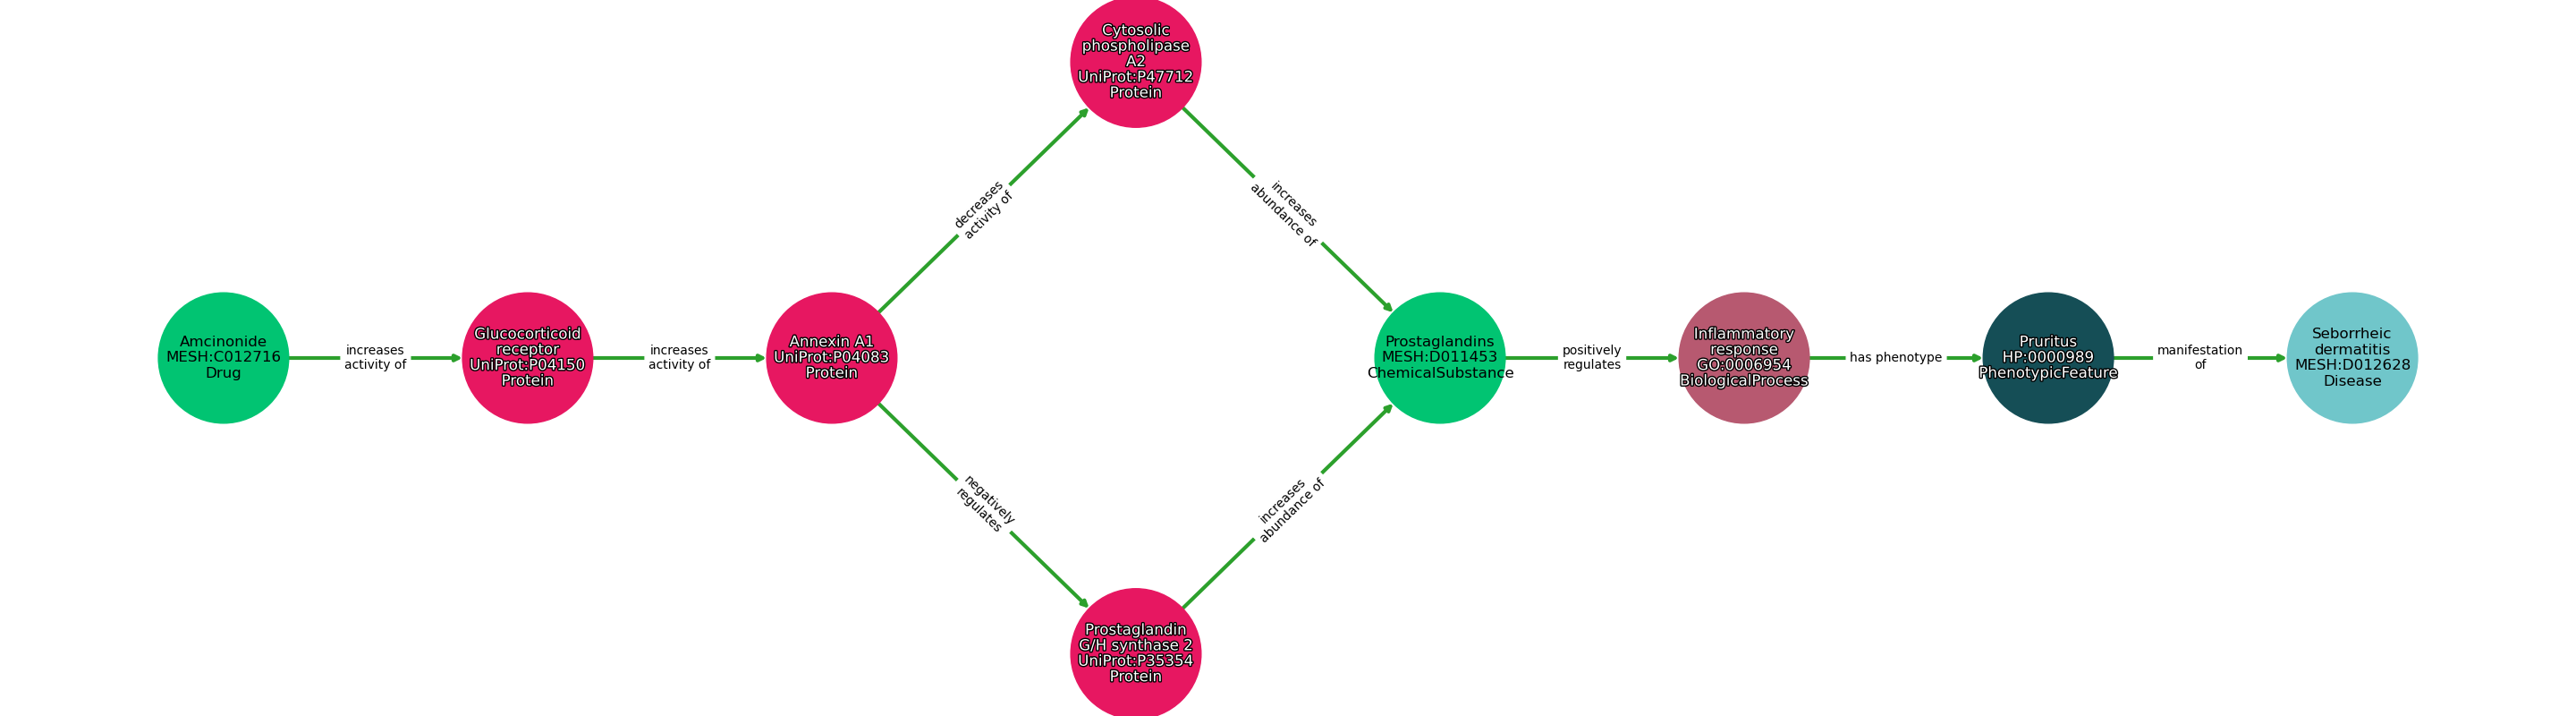 Cytosolic
phospholipase
A2
UniProt:P47712
Protein
decreases
activity of
increases
abundance of
Amcinonide
MESH:C012716
Drug
increases
activity of
Glucocorticoid
receptor
UniProt:P04150
Protein
increases
activity of
Annexin A1
UniProt:P04083
Protein
Prostaglandins
MESH:D011453
ChemicalSubstance
positively
regulates
Inflammatory
response
GO:0006954
BiologicalProcess
has phenotype
Pruritus
HP:0000989
PhenotypicFeature
manifestation
of
Seborrheic
dermatitis
MESH:D012628
Disease
negatively
regulates
increases
abundance of
Prostaglandin
G/H synthase 2
UniProt:P35354
Protein